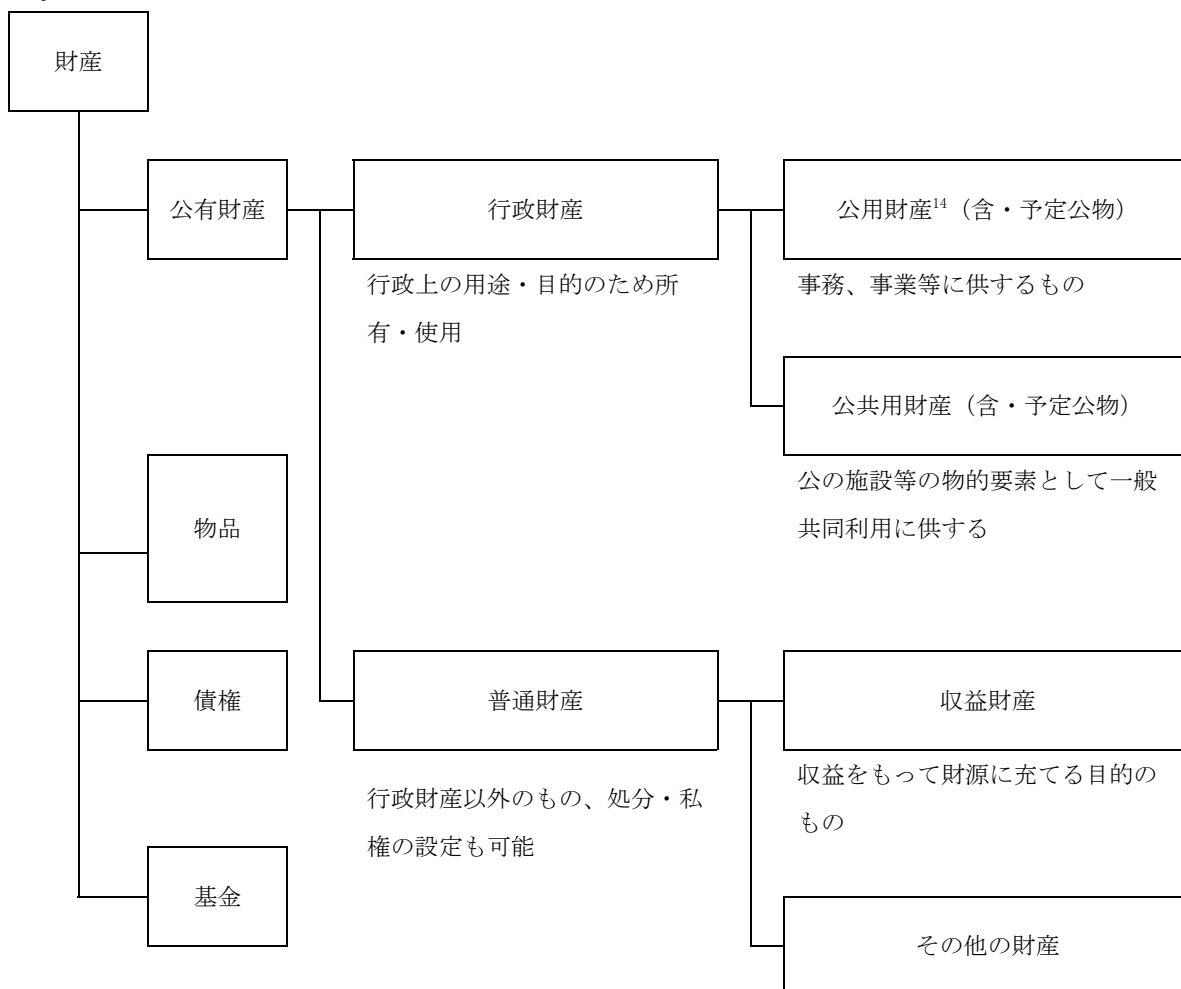 財産
公有財産
行政財産
公用財産14（含・予定公物）
行政上の用途・目的のため所
有・使用
事務、事業等に供するもの
公共用財産（含・予定公物）
公の施設等の物的要素として一般
共同利用に供する
物品
債権
普通財産
収益財産
行政財産以外のもの、処分・私
権の設定も可能
収益をもって財源に充てる目的の
もの
基金
その他の財産